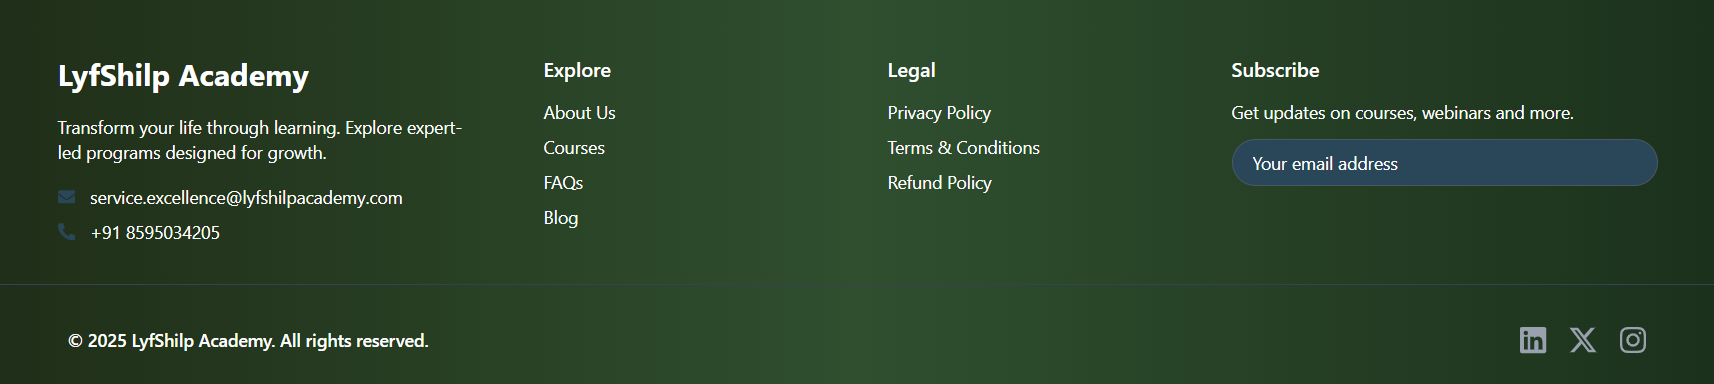 LyfShilp Academy
Transform your life through learning. Explore expert-
led programs designed for growth.
service.excellence@lyfshilpacademy.com
+91 8595034205
Explore
About Us
Courses
FAQs
Blog
Legal
Privacy Policy
Terms & Conditions
Refund Policy
Subscribe
Get updates on courses, webinars and more.
Your email address
© 2025 LyfShilp Academy. All rights reserved.